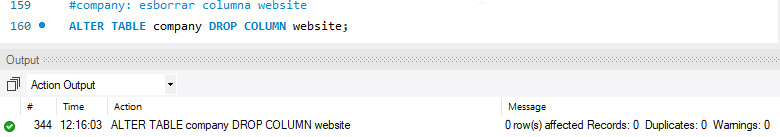 159 #company: esborrar columna website
160 ALTER TABLE company DROP COLUMN website;
Output
Action Output
# Time Action Message
344 12:16:03 ALTER TABLE company DROP COLUMN website 0 row(s) affected Records: 0 Duplicates: 0 Warnings: 0